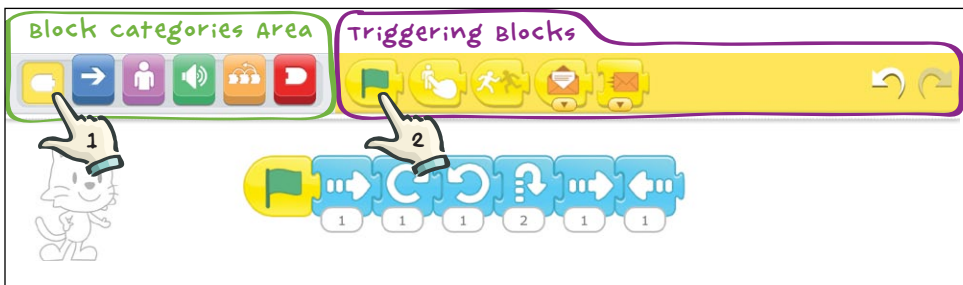 Block Categories Area
Triggering Blocks
1
2
1 1 1 2 1 1